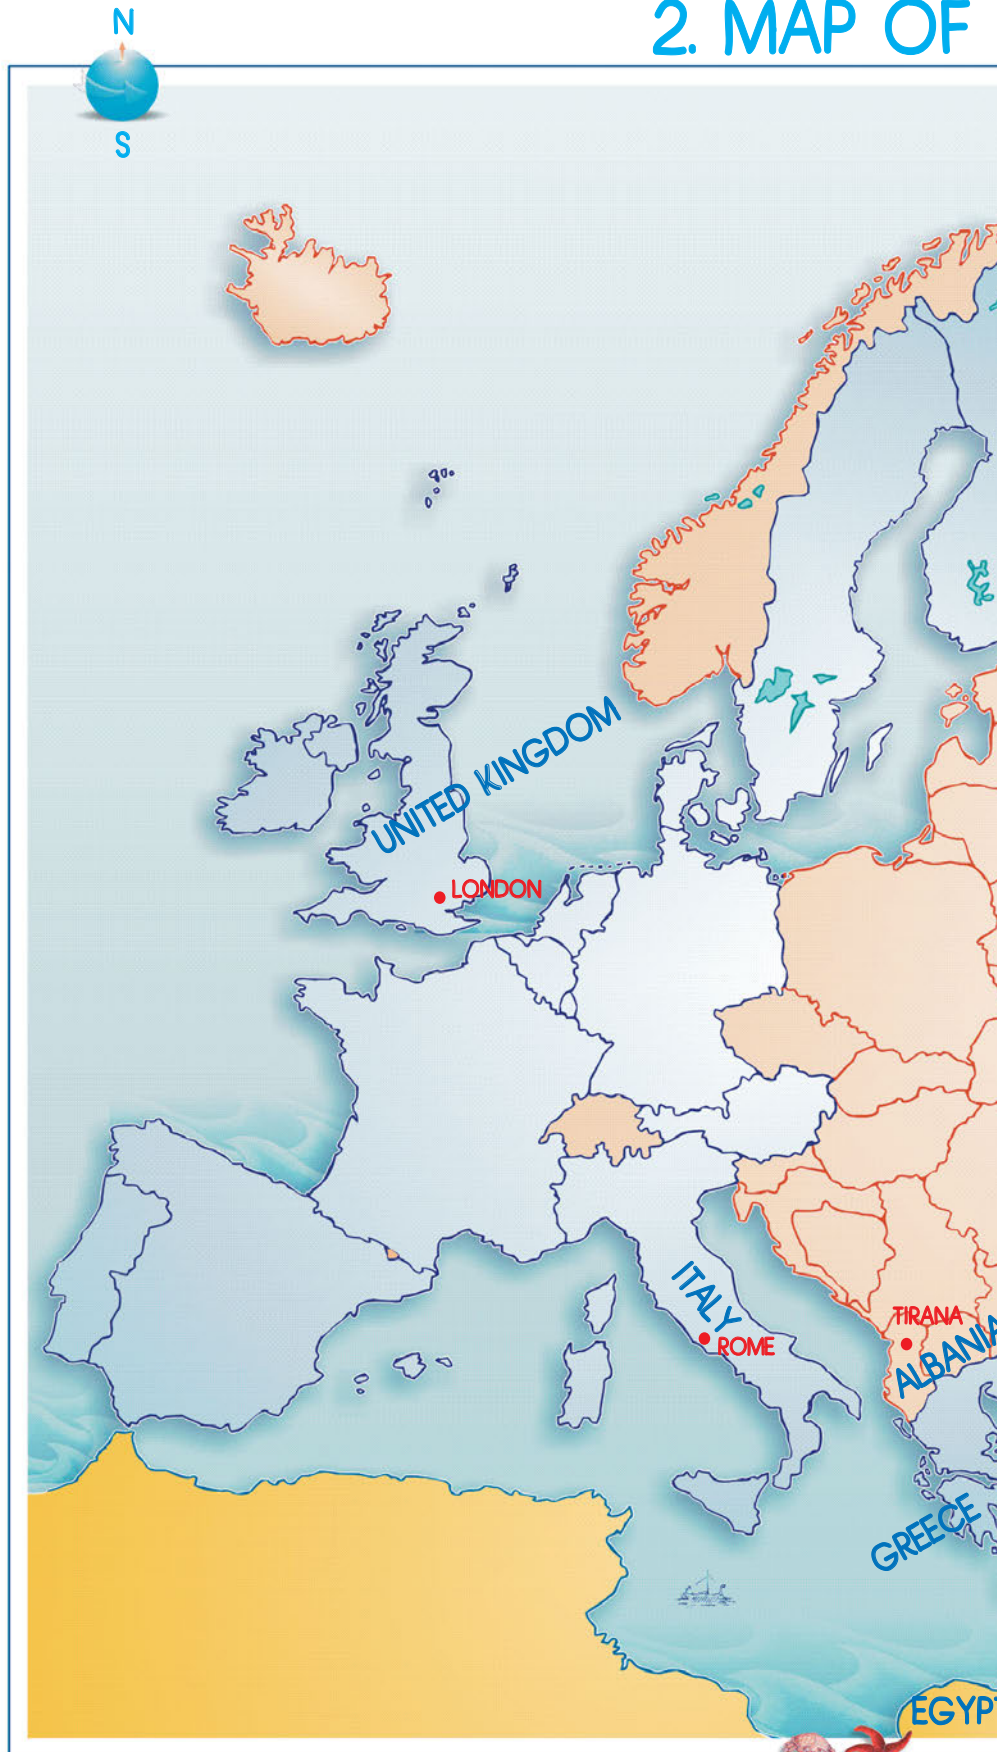 N
2. MAP OF
S
UNITED KINGDOM
LONDON
ITALY
ROME
TIRANA
ALBANIA
GREECE
EGYPT